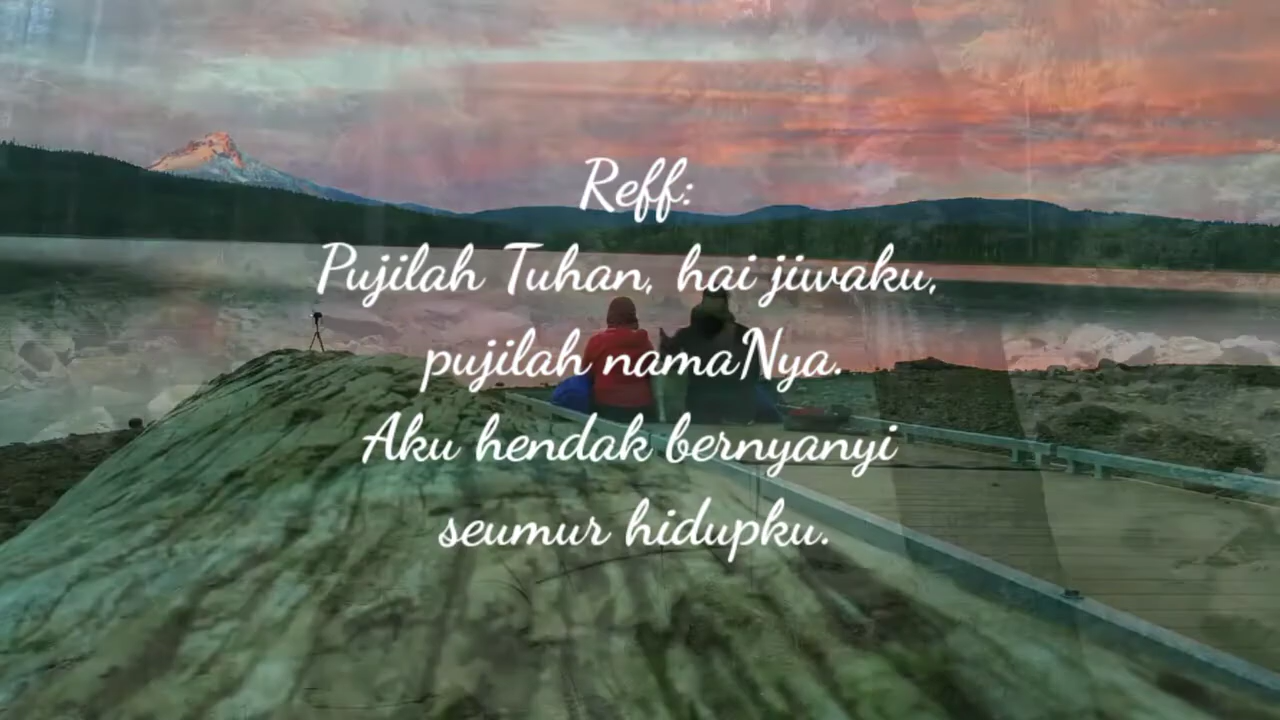 Reff:
Pujilah Tuhan, hai jiwaku,
pujilah namaNya.
Aku hendak bernyanyi
seumur hidupku.